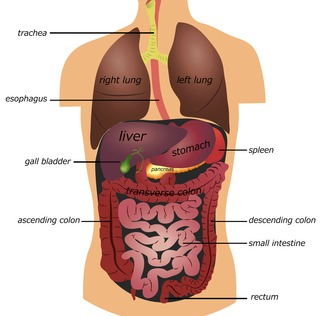 trachea
right lung
left lung
esophagus
liver
stomach
spleen
gall bladder
pancreas
transverse colon
ascending colon
descending colon
small intestine
rectum